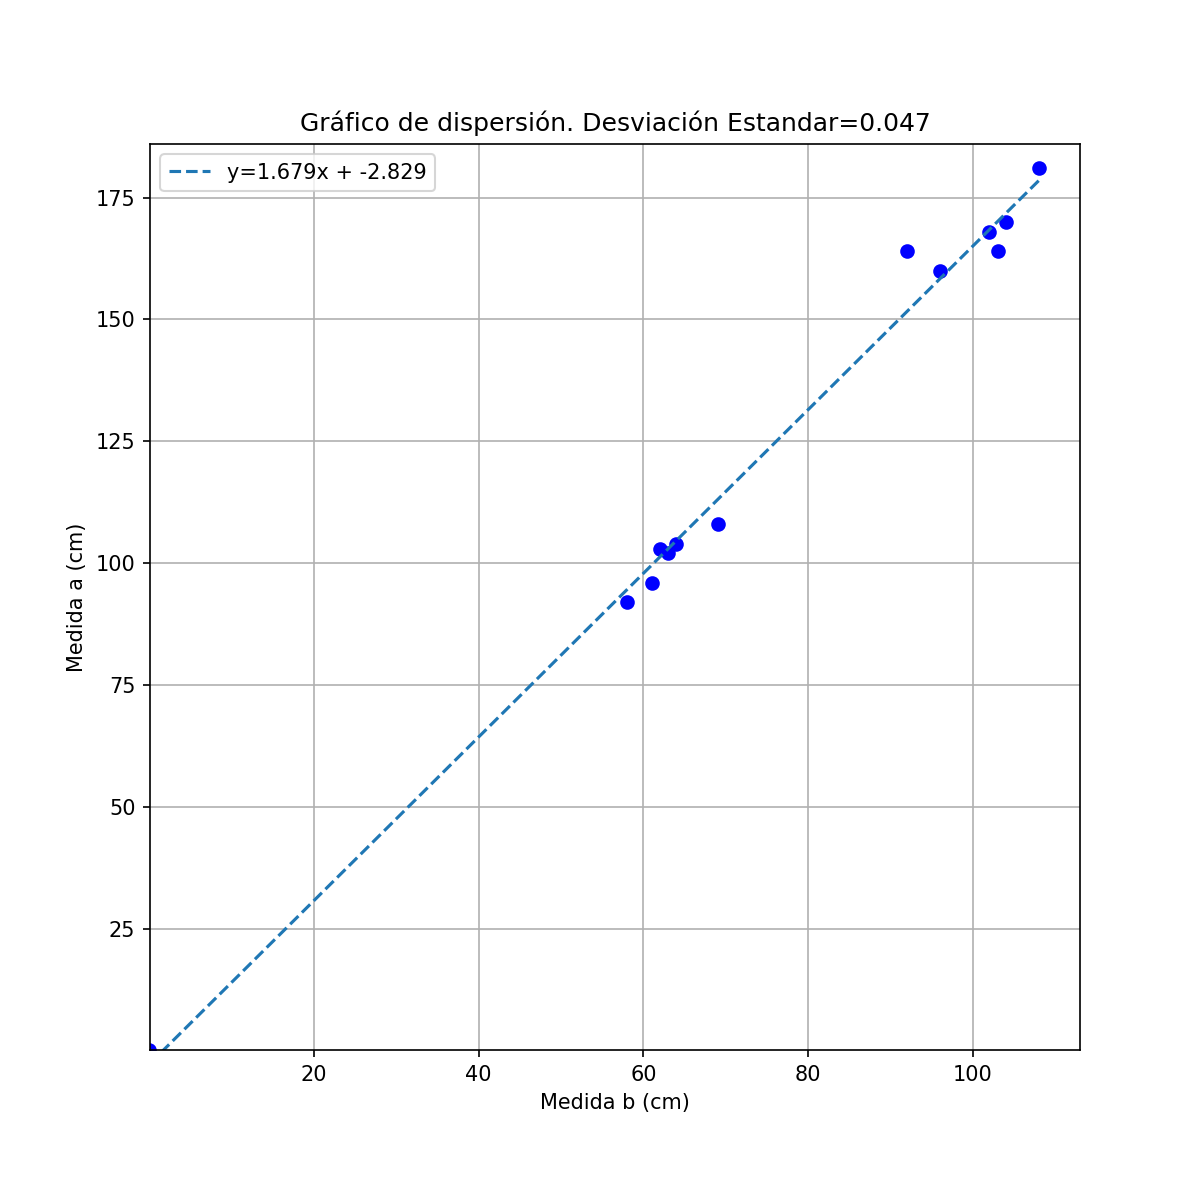 Gráfico de dispersión. Desviación Estandar=0.047
y=1.679x + -2.829
175
150
125
100
75
50
25
Medida a (cm)
20 40 60 80 100
Medida b (cm)